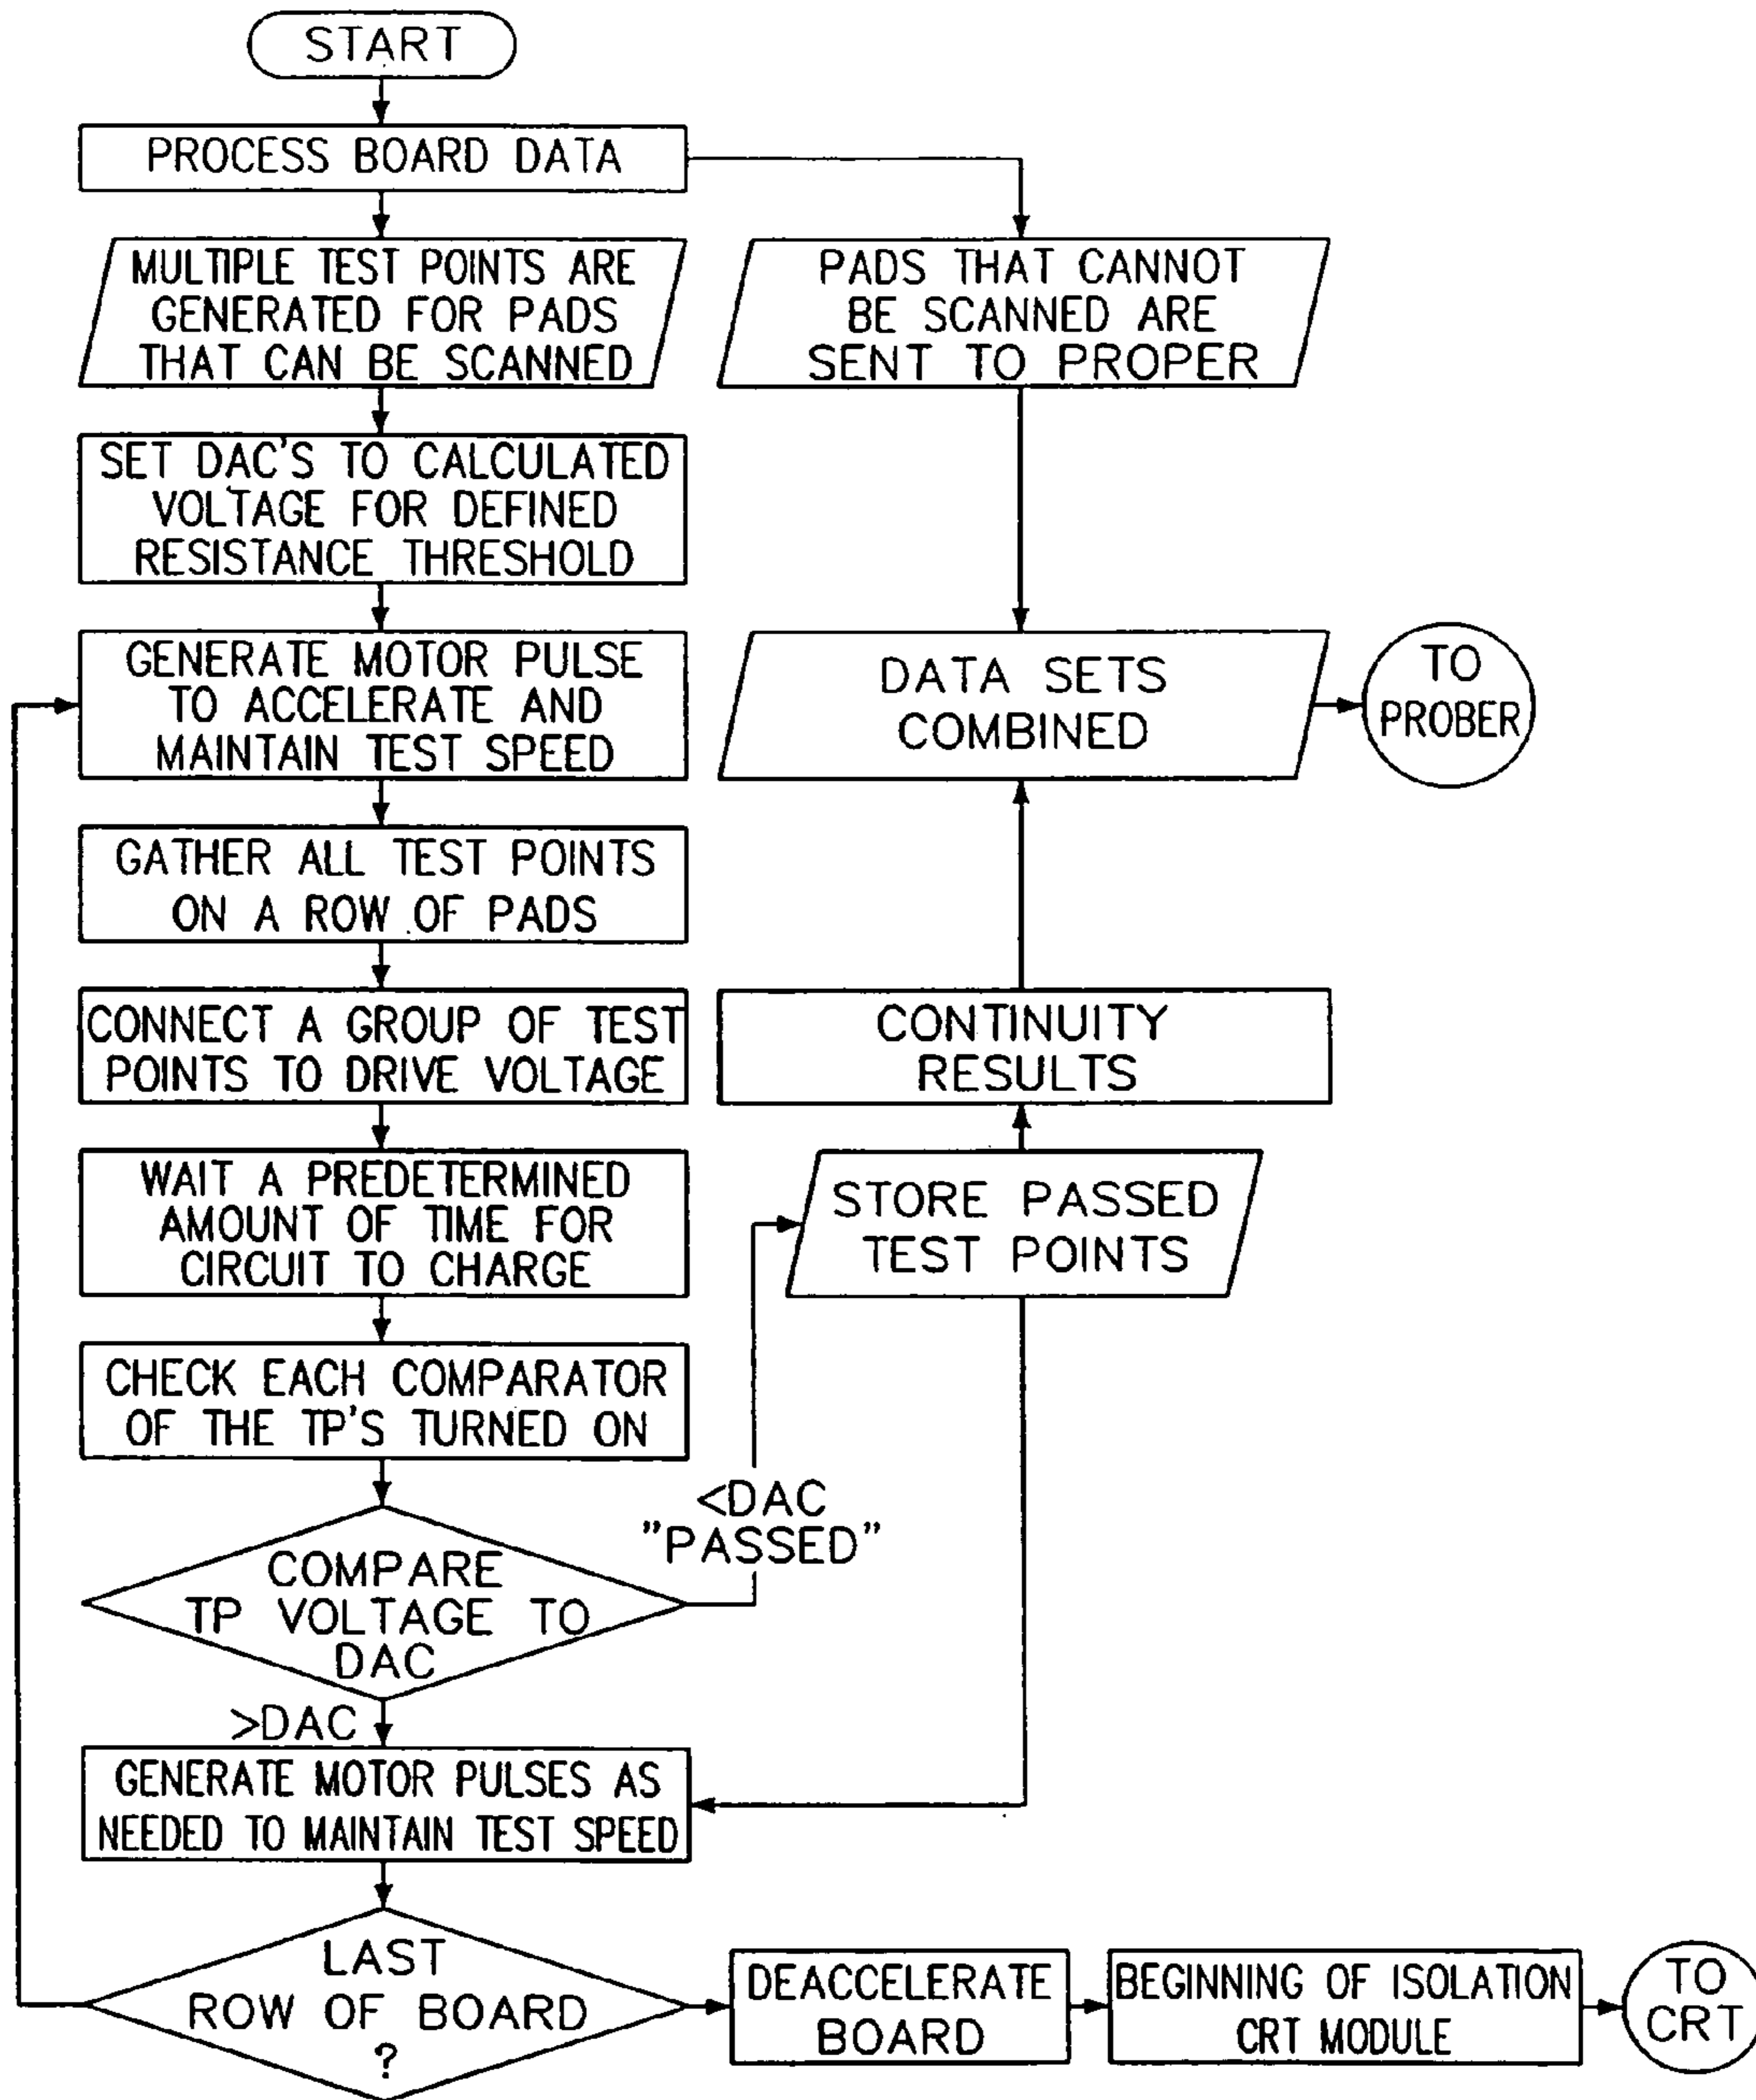 START
PROCESS BOARD DATA
MULTIPLE TEST POINTS ARE
GENERATED FOR PADS
THAT CAN BE SCANNED
PADS THAT CANNOT
BE SCANNED ARE
SENT TO PROPER
SET DAC'S TO CALCULATED
VOLTAGE FOR DEFINED
RESISTANCE THRESHOLD
GENERATE MOTOR PULSE
TO ACCELERATE AND
MAINTAIN TEST SPEED
DATA SETS
COMBINED
TO
PROBER
GATHER ALL TEST POINTS
ON A ROW OF PADS
CONNECT A GROUP OF TEST
POINTS TO DRIVE VOLTAGE
CONTINUITY
RESULTS
WAIT A PREDETERMINED
AMOUNT OF TIME FOR
CIRCUIT TO CHARGE
STORE PASSED
TEST POINTS
CHECK EACH COMPARATOR
OF THE TP'S TURNED ON
<DAC
"PASSED"
COMPARE
TP VOLTAGE TO
DAC
>DAC
GENERATE MOTOR PULSES AS
NEEDED TO MAINTAIN TEST SPEED
LAST
ROW OF BOARD
?
DEACCELERATE
BOARD
BEGINNING OF ISOLATION
CRT MODULE
TO
CRT